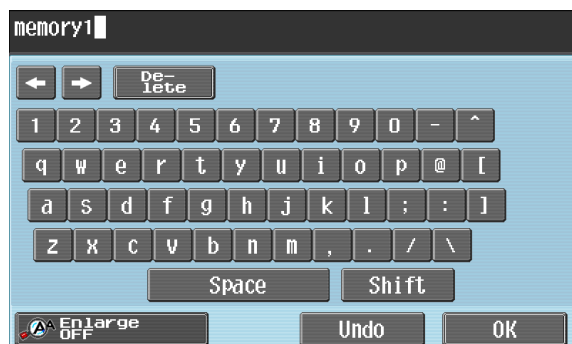 memory1
← → De-
lete
1 2 3 4 5 6 7 8 9 0 - ^
q w e r t y u i o p @ [
a s d f g h j k l ; : ]
z x c v b n m , . / \
Space Shift
A A Enlarge
OFF Undo OK